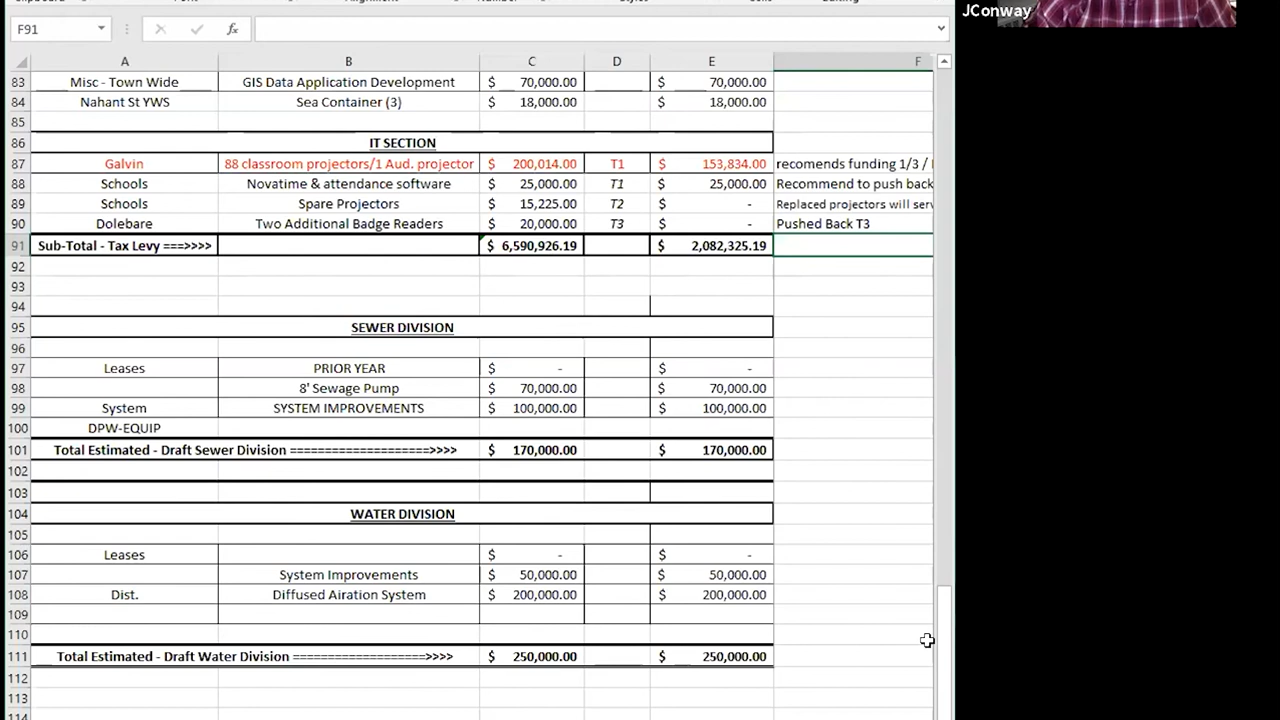 JConway
F91 fx
A B C D E F
83 Misc - Town Wide GIS Data Application Development $ 70,000.00 $ 70,000.00
84 Nahant St YWS Sea Container (3) $ 18,000.00 $ 18,000.00
85
86 IT SECTION
87 Galvin 88 classroom projectors/1 Aud. projector $ 200,014.00 T1 $ 153,834.00 recomends funding 1/3 /
88 Schools Novatime & attendance software $ 25,000.00 T1 $ 25,000.00 Recommend to push back
89 Schools Spare Projectors $ 15,225.00 T2 $ - Replaced projectors will serv
90 Dolebare Two Additional Badge Readers $ 20,000.00 T3 $ - Pushed Back T3
91 Sub-Total - Tax Levy ===>>>> $ 6,590,926.19 $ 2,082,325.19
92
93
94
95 SEWER DIVISION
96
97 Leases PRIOR YEAR $ - $ -
98 8' Sewage Pump $ 70,000.00 $ 70,000.00
99 System SYSTEM IMPROVEMENTS $ 100,000.00 $ 100,000.00
100 DPW-EQUIP
101 Total Estimated - Draft Sewer Division ====================>>>> $ 170,000.00 $ 170,000.00
102
103
104 WATER DIVISION
105
106 Leases $ - $ -
107 System Improvements $ 50,000.00 $ 50,000.00
108 Dist. Diffused Airation System $ 200,000.00 $ 200,000.00
109
110
111 Total Estimated - Draft Water Division ===================>>>> $ 250,000.00 $ 250,000.00
112
113
114